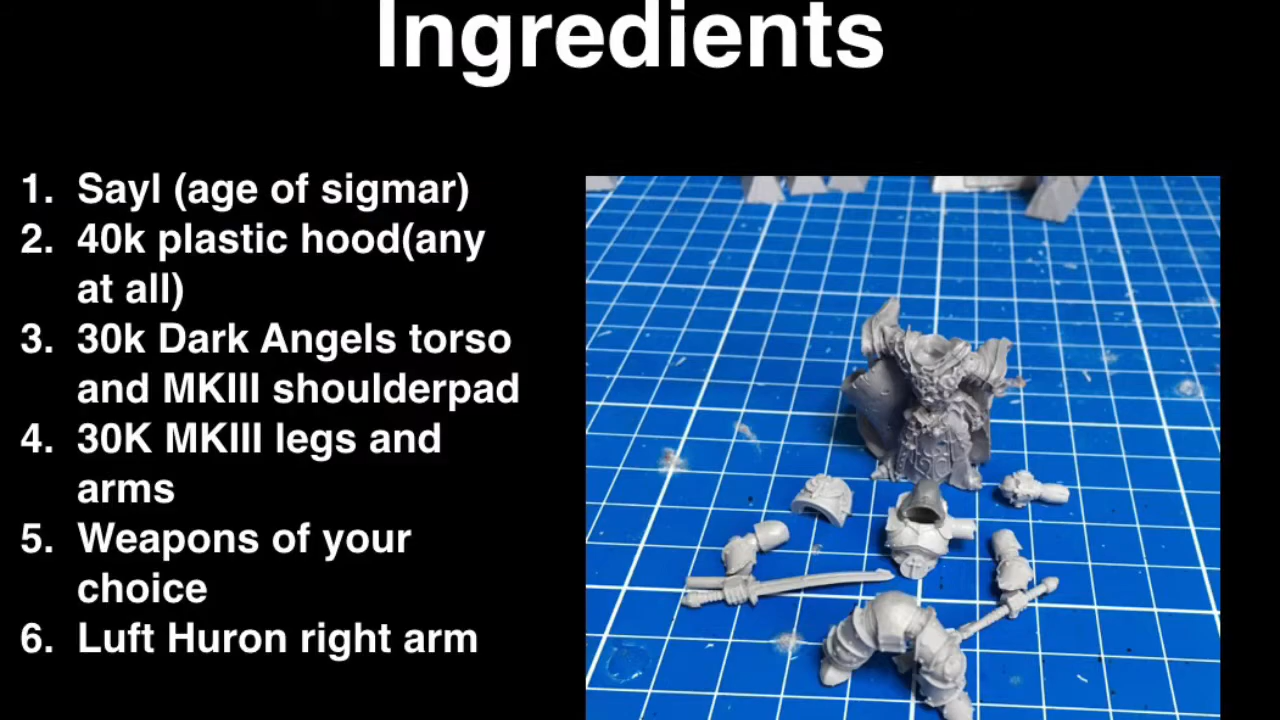 Ingredients
1. Sayl (age of sigmar)
2. 40k plastic hood(any
at all)
3. 30k Dark Angels torso
and MKIII shoulderpad
4. 30K MKIII legs and
arms
5. Weapons of your
choice
6. Luft Huron right arm